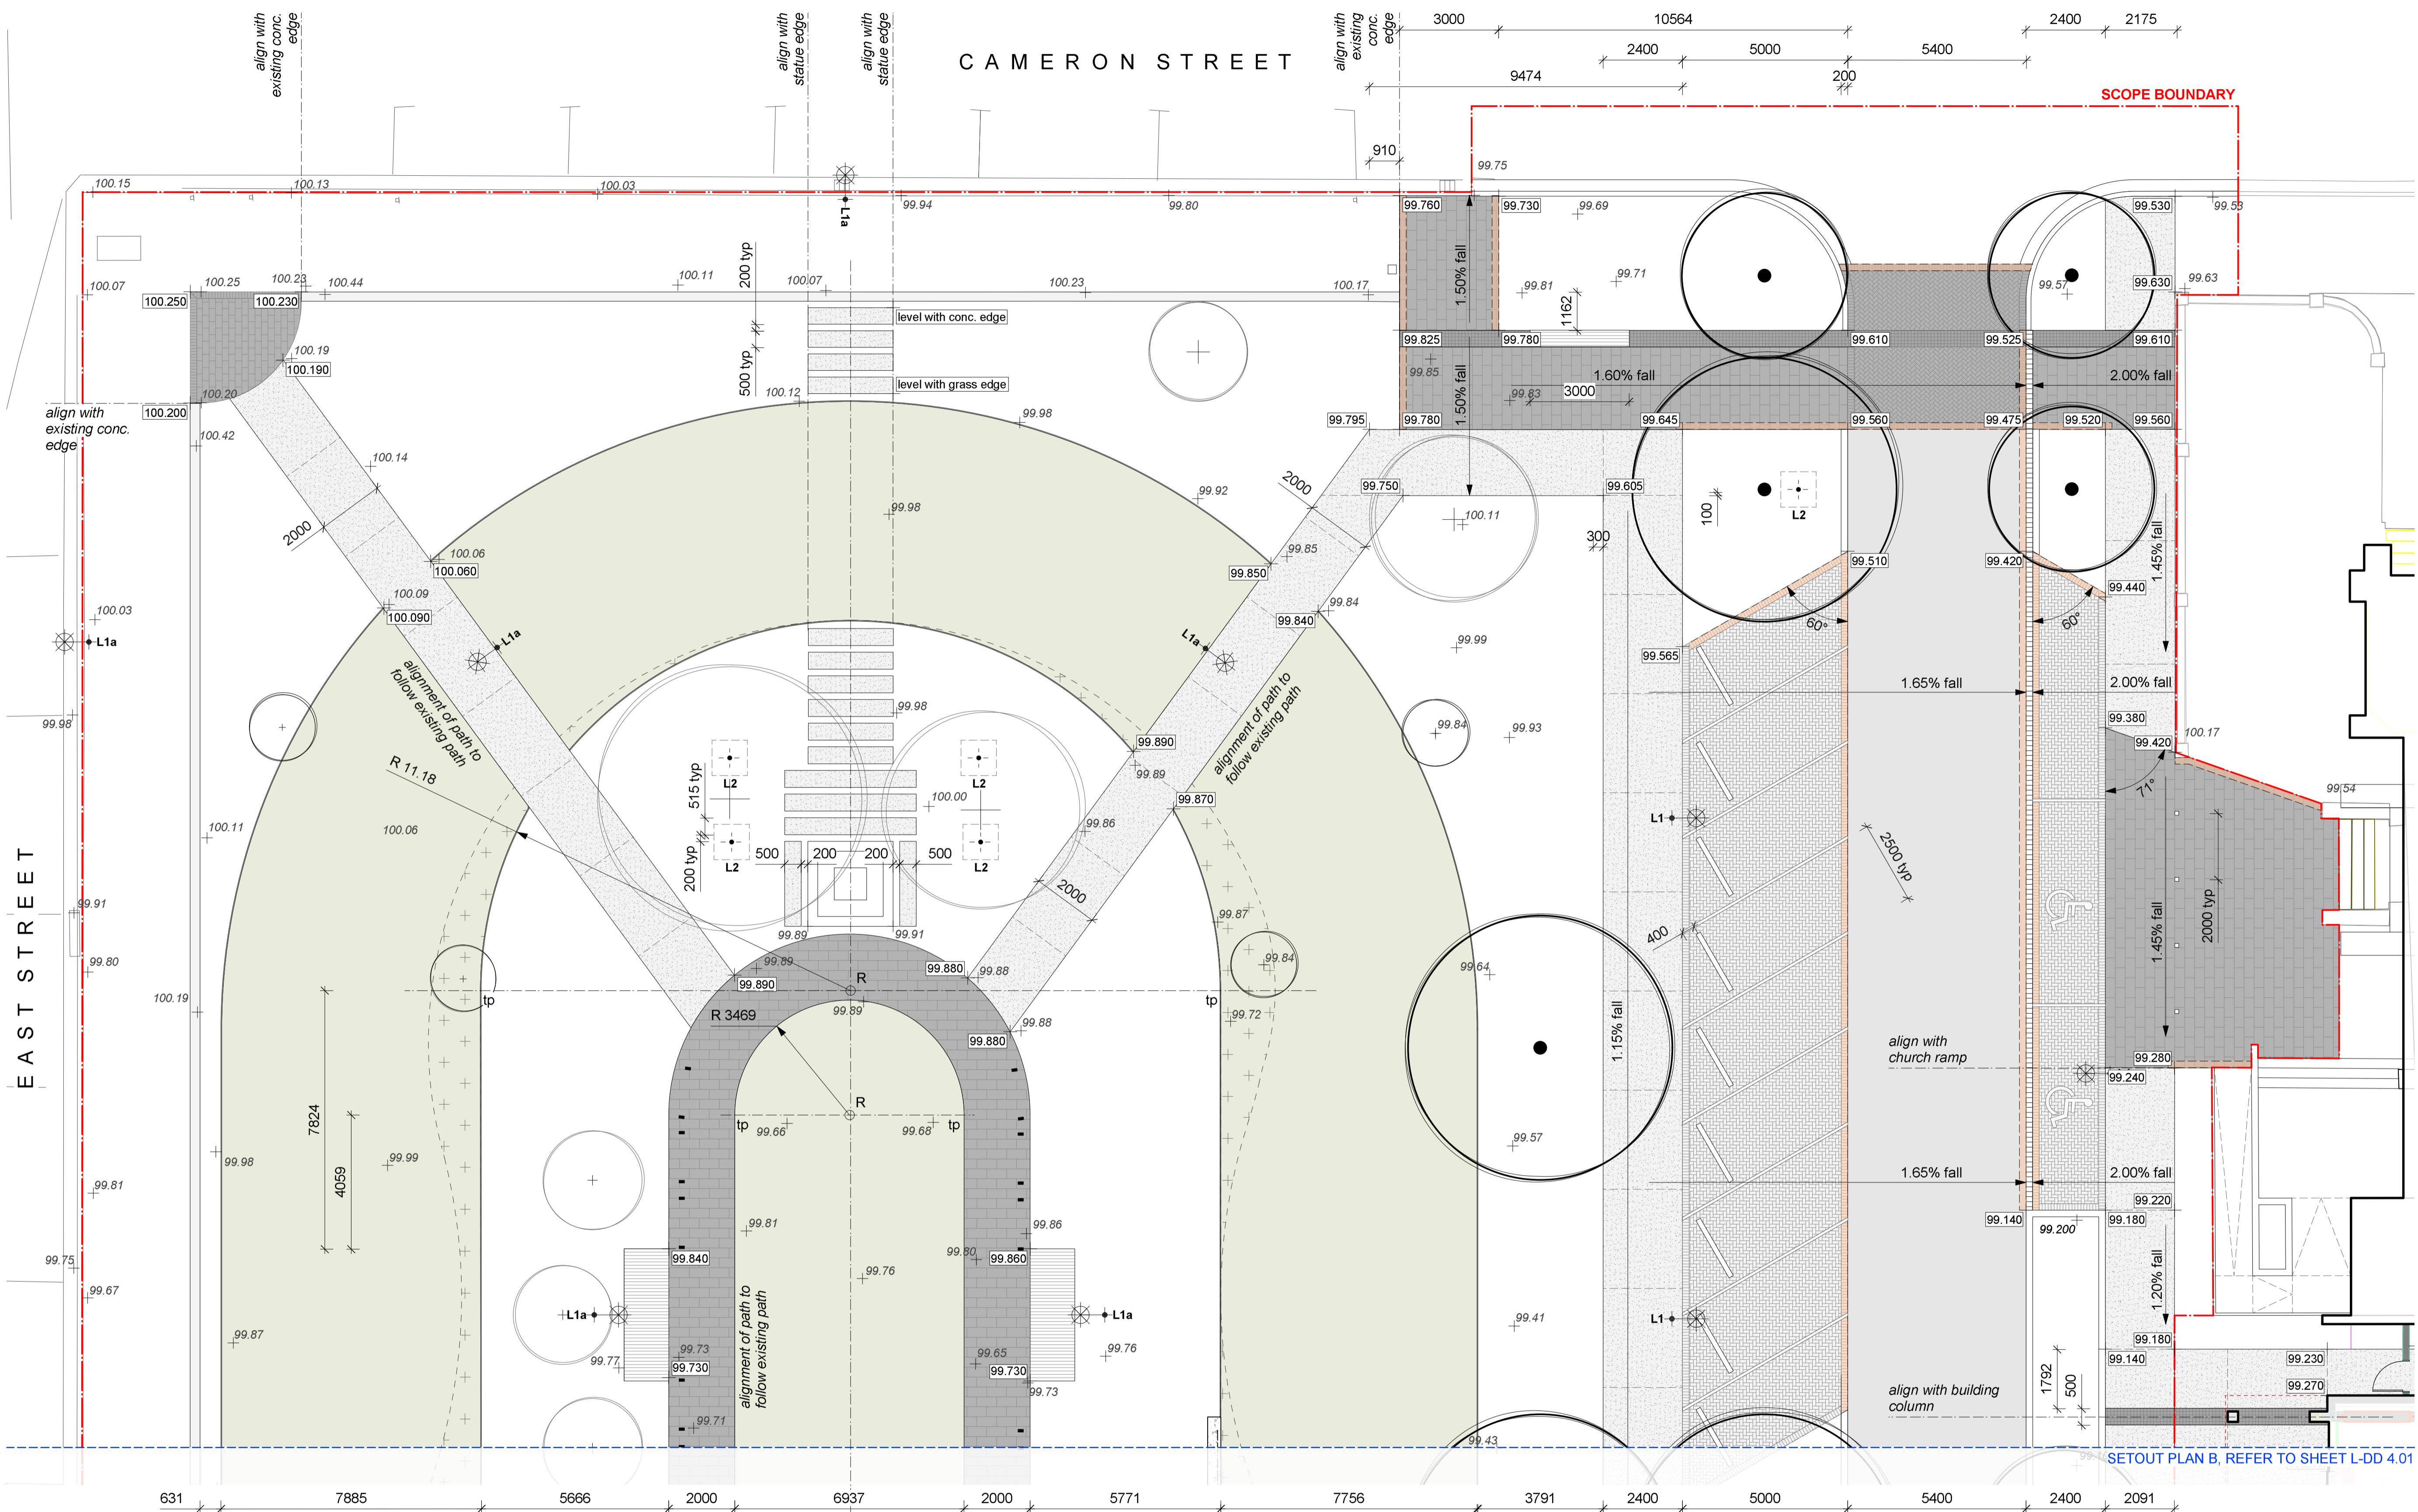 align with
existing conc.
edge
align with
statue edge
align with
statue edge
CAMERON STREET
align with
existing
conc.
edge
3000
10564
2400
2175
2400
5000
5400
9474
200
SCOPE BOUNDARY
910
99.75
100.15
100.13
100.03
99.94
99.80
L1a
99.760
99.730
99.69
99.530
99.53
100.07
100.25
100.23
100.44
100.11
100.07
100.23
100.17
99.81
99.71
99.57
99.630
99.63
100.250
100.230
200 typ
level with conc. edge
1.50% fall
1162
99.825
99.780
99.610
99.525
99.610
100.19
100.190
500 typ
level with grass edge
99.85
1.50% fall
1.60% fall
2.00% fall
100.20
100.200
100.12
99.98
99.83
3000
align with
existing conc.
edge
100.42
99.795
99.780
99.645
99.560
99.475
99.520
99.560
100.14
2000
99.92
2000
99.750
99.605
99.98
100.11
100
L2
300
1.45% fall
100.06
100.060
99.85
99.850
99.510
99.420
99.440
100.09
100.090
99.84
99.840
60°
60°
100.03
L1a
L1a
L1a
99.99
99.565
alignment of path to
follow existing path
alignment of path to
follow existing path
1.65% fall
2.00% fall
99.98
99.98
99.84
99.93
99.380
99.420
100.17
99.890
99.89
R 11.18
L2
L2
515 typ
100.00
99.870
71°
99.54
100.11
100.06
99.86
L1
2500 typ
200 typ
500
200
200
500
L2
L2
2000
EAST STREET
99.91
99.89
99.91
99.87
400
1.45% fall
2000 typ
99.80
99.89
99.880
99.88
99.84
99.64
99.890
R
100.19
tp
tp
99.89
R 3469
99.72
99.88
99.880
1.15% fall
align with
church ramp
99.280
99.240
R
7824
tp
99.66
99.68
tp
99.57
4059
99.98
99.99
1.65% fall
2.00% fall
99.81
99.220
99.81
99.86
99.140
99.200
99.180
99.75
99.840
99.80
99.860
99.76
1.20% fall
99.67
L1a
L1a
99.41
L1
99.87
alignment of path to
follow existing path
99.180
99.77
99.73
99.730
99.65
99.730
99.76
99.140
99.230
99.73
1792
500
99.270
align with building
column
99.71
99.43
SETOUT PLAN B, REFER TO SHEET L-DD 4.01
631
7885
5666
2000
6937
2000
5771
7756
3791
2400
5000
5400
2400
2091